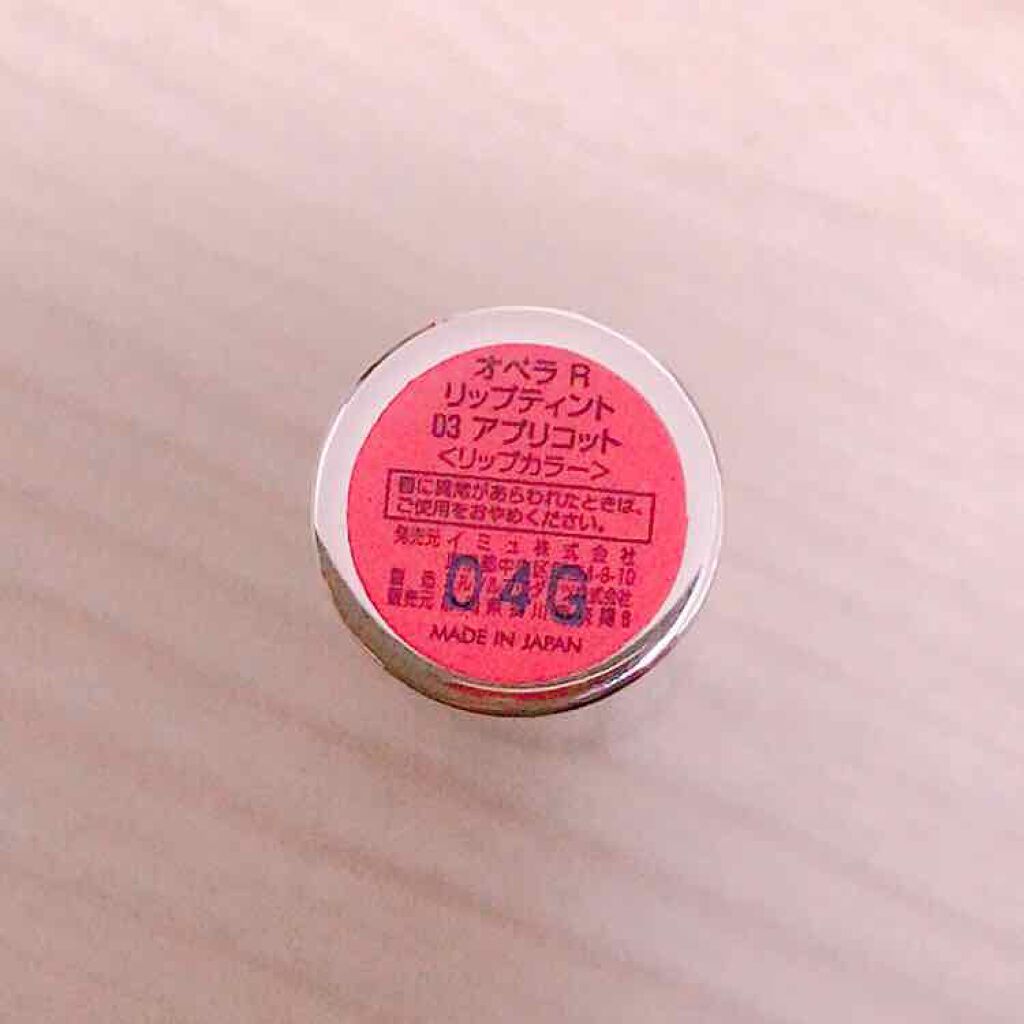 オペラ R
リップティント
03 アプリコット
<リップカラー>
唇に異常があらわれたときは、
ご使用をおやめください。
発売元 イミュ株式会社
04G
MADE IN JAPAN